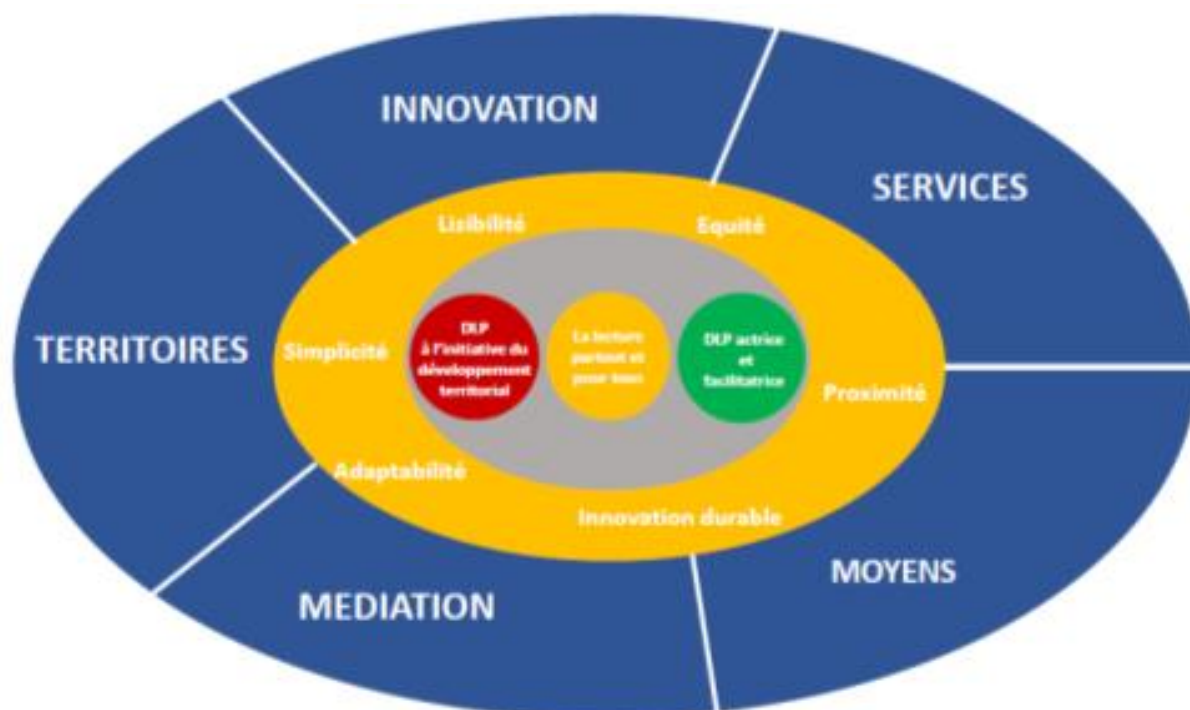 INNOVATION
SERVICES
TERRITOIRES
MOYENS
MEDIATION
Lisibilité
Equité
Simplicité
Proximité
Adaptabilité
Innovation durable
DLP
à l'initiative du
développement
territorial
La lecture
partout et
pour tous
DLP actrice
et
facilitatrice